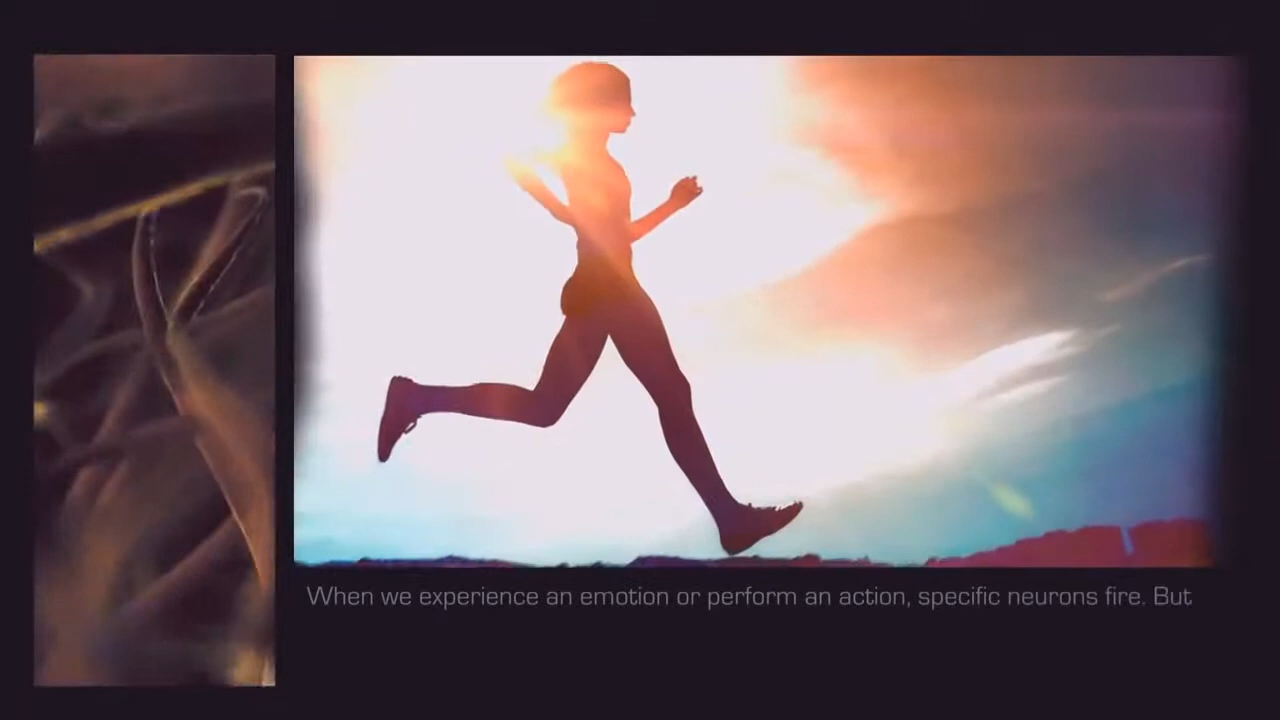 When we experience an emotion or perform an action, specific neurons fire. But